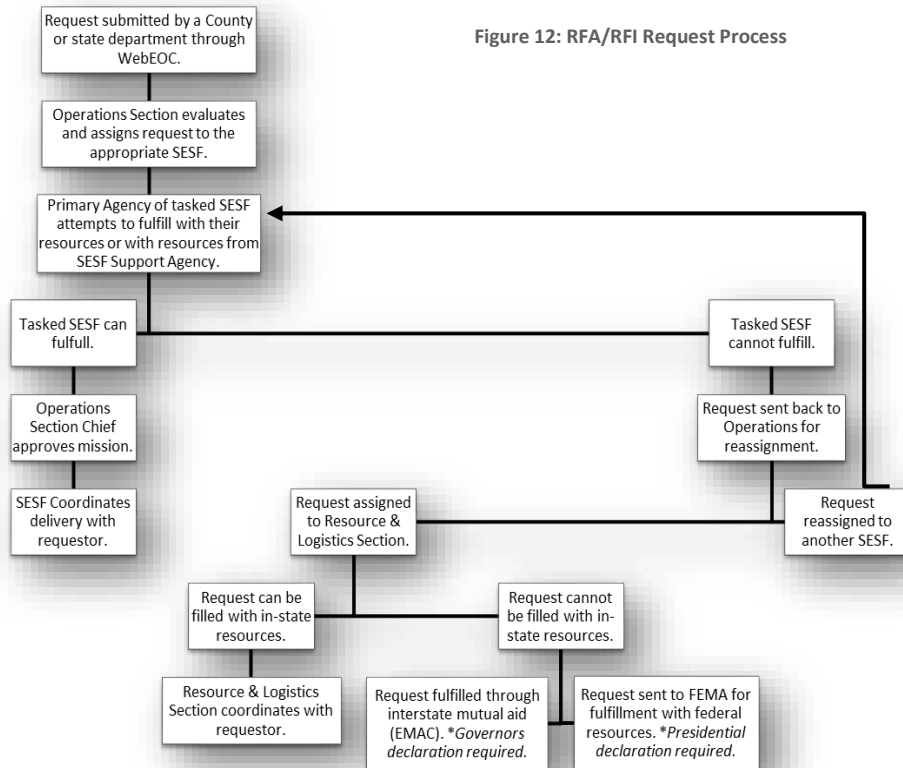 Figure 12: RFA/RFI Request Process
Request submitted by a County
or state department through
WebEOC.
Operations Section evaluates
and assigns request to the
appropriate SESF.
Primary Agency of tasked SESF
attempts to fulfill with their
resources or with resources from
SESF Support Agency.
Tasked SESF can
fulfull.
Tasked SESF
cannot fulfill.
Operations
Section Chief
approves mission.
Request sent back to
Operations for
reassignment.
SESF Coordinates
delivery with
requestor.
Request assigned
to Resource &
Logistics Section.
Request
reassigned to
another SESF.
Request can be
filled with in-state
resources.
Request cannot
be filled with in-
state resources.
Resource & Logistics
Section coordinates with
requestor.
Request fulfilled through
interstate mutual aid
(EMAC). *Governors
declaration required.
Request sent to FEMA for
fulfillment with federal
resources. *Presidential
declaration required.